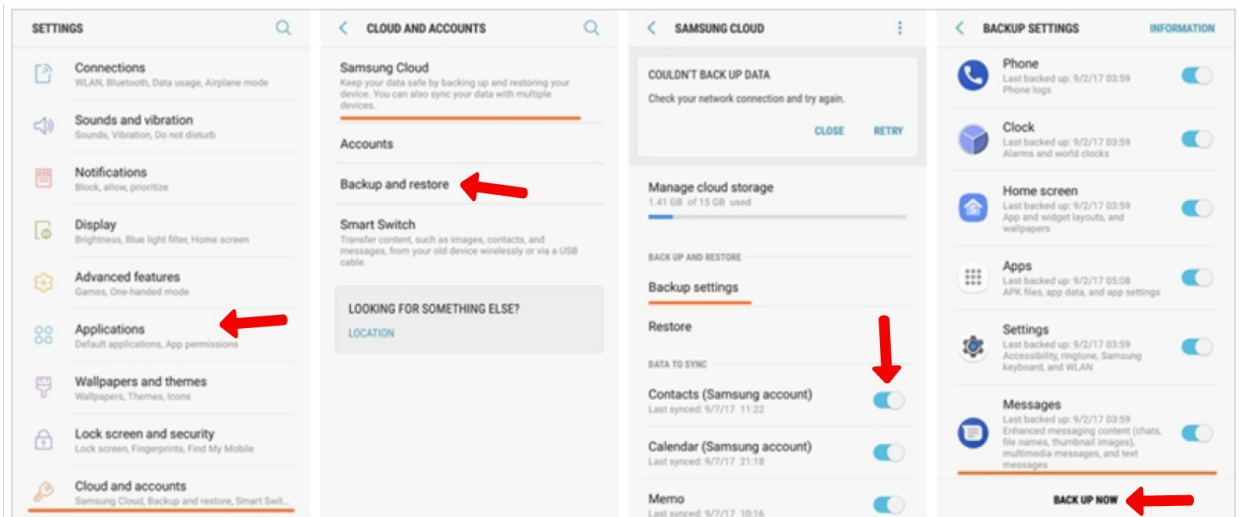 SETTINGS
Connections
WLAN, Bluetooth, Data usage, Airplane mode
Sounds and vibration
Sounds, Vibration, Do not disturb
Notifications
Block, allow, prioritize
Display
Brightness, Blue light filter, Home screen
Advanced features
Games, One-handed mode
Applications
Default applications, App permissions
Wallpapers and themes
Wallpapers, Themes, Icons
Lock screen and security
Lock screen, Fingerprints, Find My Mobile
Cloud and accounts
Samsung Cloud, Backup and restore, Smart Swit...
CLOUD AND ACCOUNTS
Samsung Cloud
Keep your data safe by backing up and restoring your
device. You can also sync your data with multiple
devices.
Accounts
Backup and restore
Smart Switch
Transfer content, such as images, contacts, and
messages, from your old device wirelessly or via a USB
cable.
LOOKING FOR SOMETHING ELSE?
LOCATION
SAMSUNG CLOUD
COULDN'T BACK UP DATA
Check your network connection and try again.
CLOSE RETRY
Manage cloud storage
1.41 GB of 15 GB used
BACK UP AND RESTORE
Backup settings
Restore
DATA TO SYNC
Contacts (Samsung account)
Last synced: 9/7/17 11:22
Calendar (Samsung account)
Last synced: 9/7/17 21:18
Memo
Last synced: 9/7/17 10:16
BACKUP SETTINGS INFORMATION
Phone
Last backed up: 9/2/17 03:59
Phone logs
Clock
Last backed up: 9/2/17 03:59
Alarms and world clocks
Home screen
Last backed up: 9/2/17 03:59
App and widget layouts, and
wallpapers
Apps
Last backed up: 9/2/17 05:08
APK files, app data, and app settings
Settings
Last backed up: 9/2/17 03:59
Accessibility, ringtone, Samsung
keyboard, and WLAN
Messages
Last backed up: 9/2/17 03:59
Enhanced messaging content (chats,
file names, thumbnail images),
multimedia messages, and text
messages
BACK UP NOW